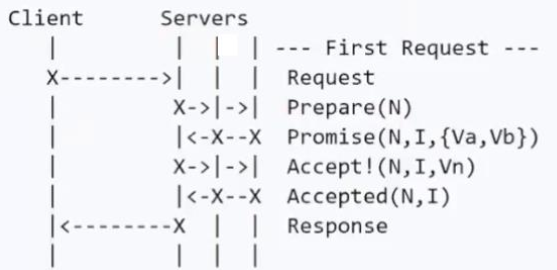 Client Servers
| | | | --- First Request ---
X-------->| | | Request
| X->|->| Prepare(N)
| |<-X--X Promise(N,I,{Va,Vb})
| X->|->| Accept!(N,I,Vn)
| |<-X--X Accepted(N,I)
|<--------X | | Response
| | | |